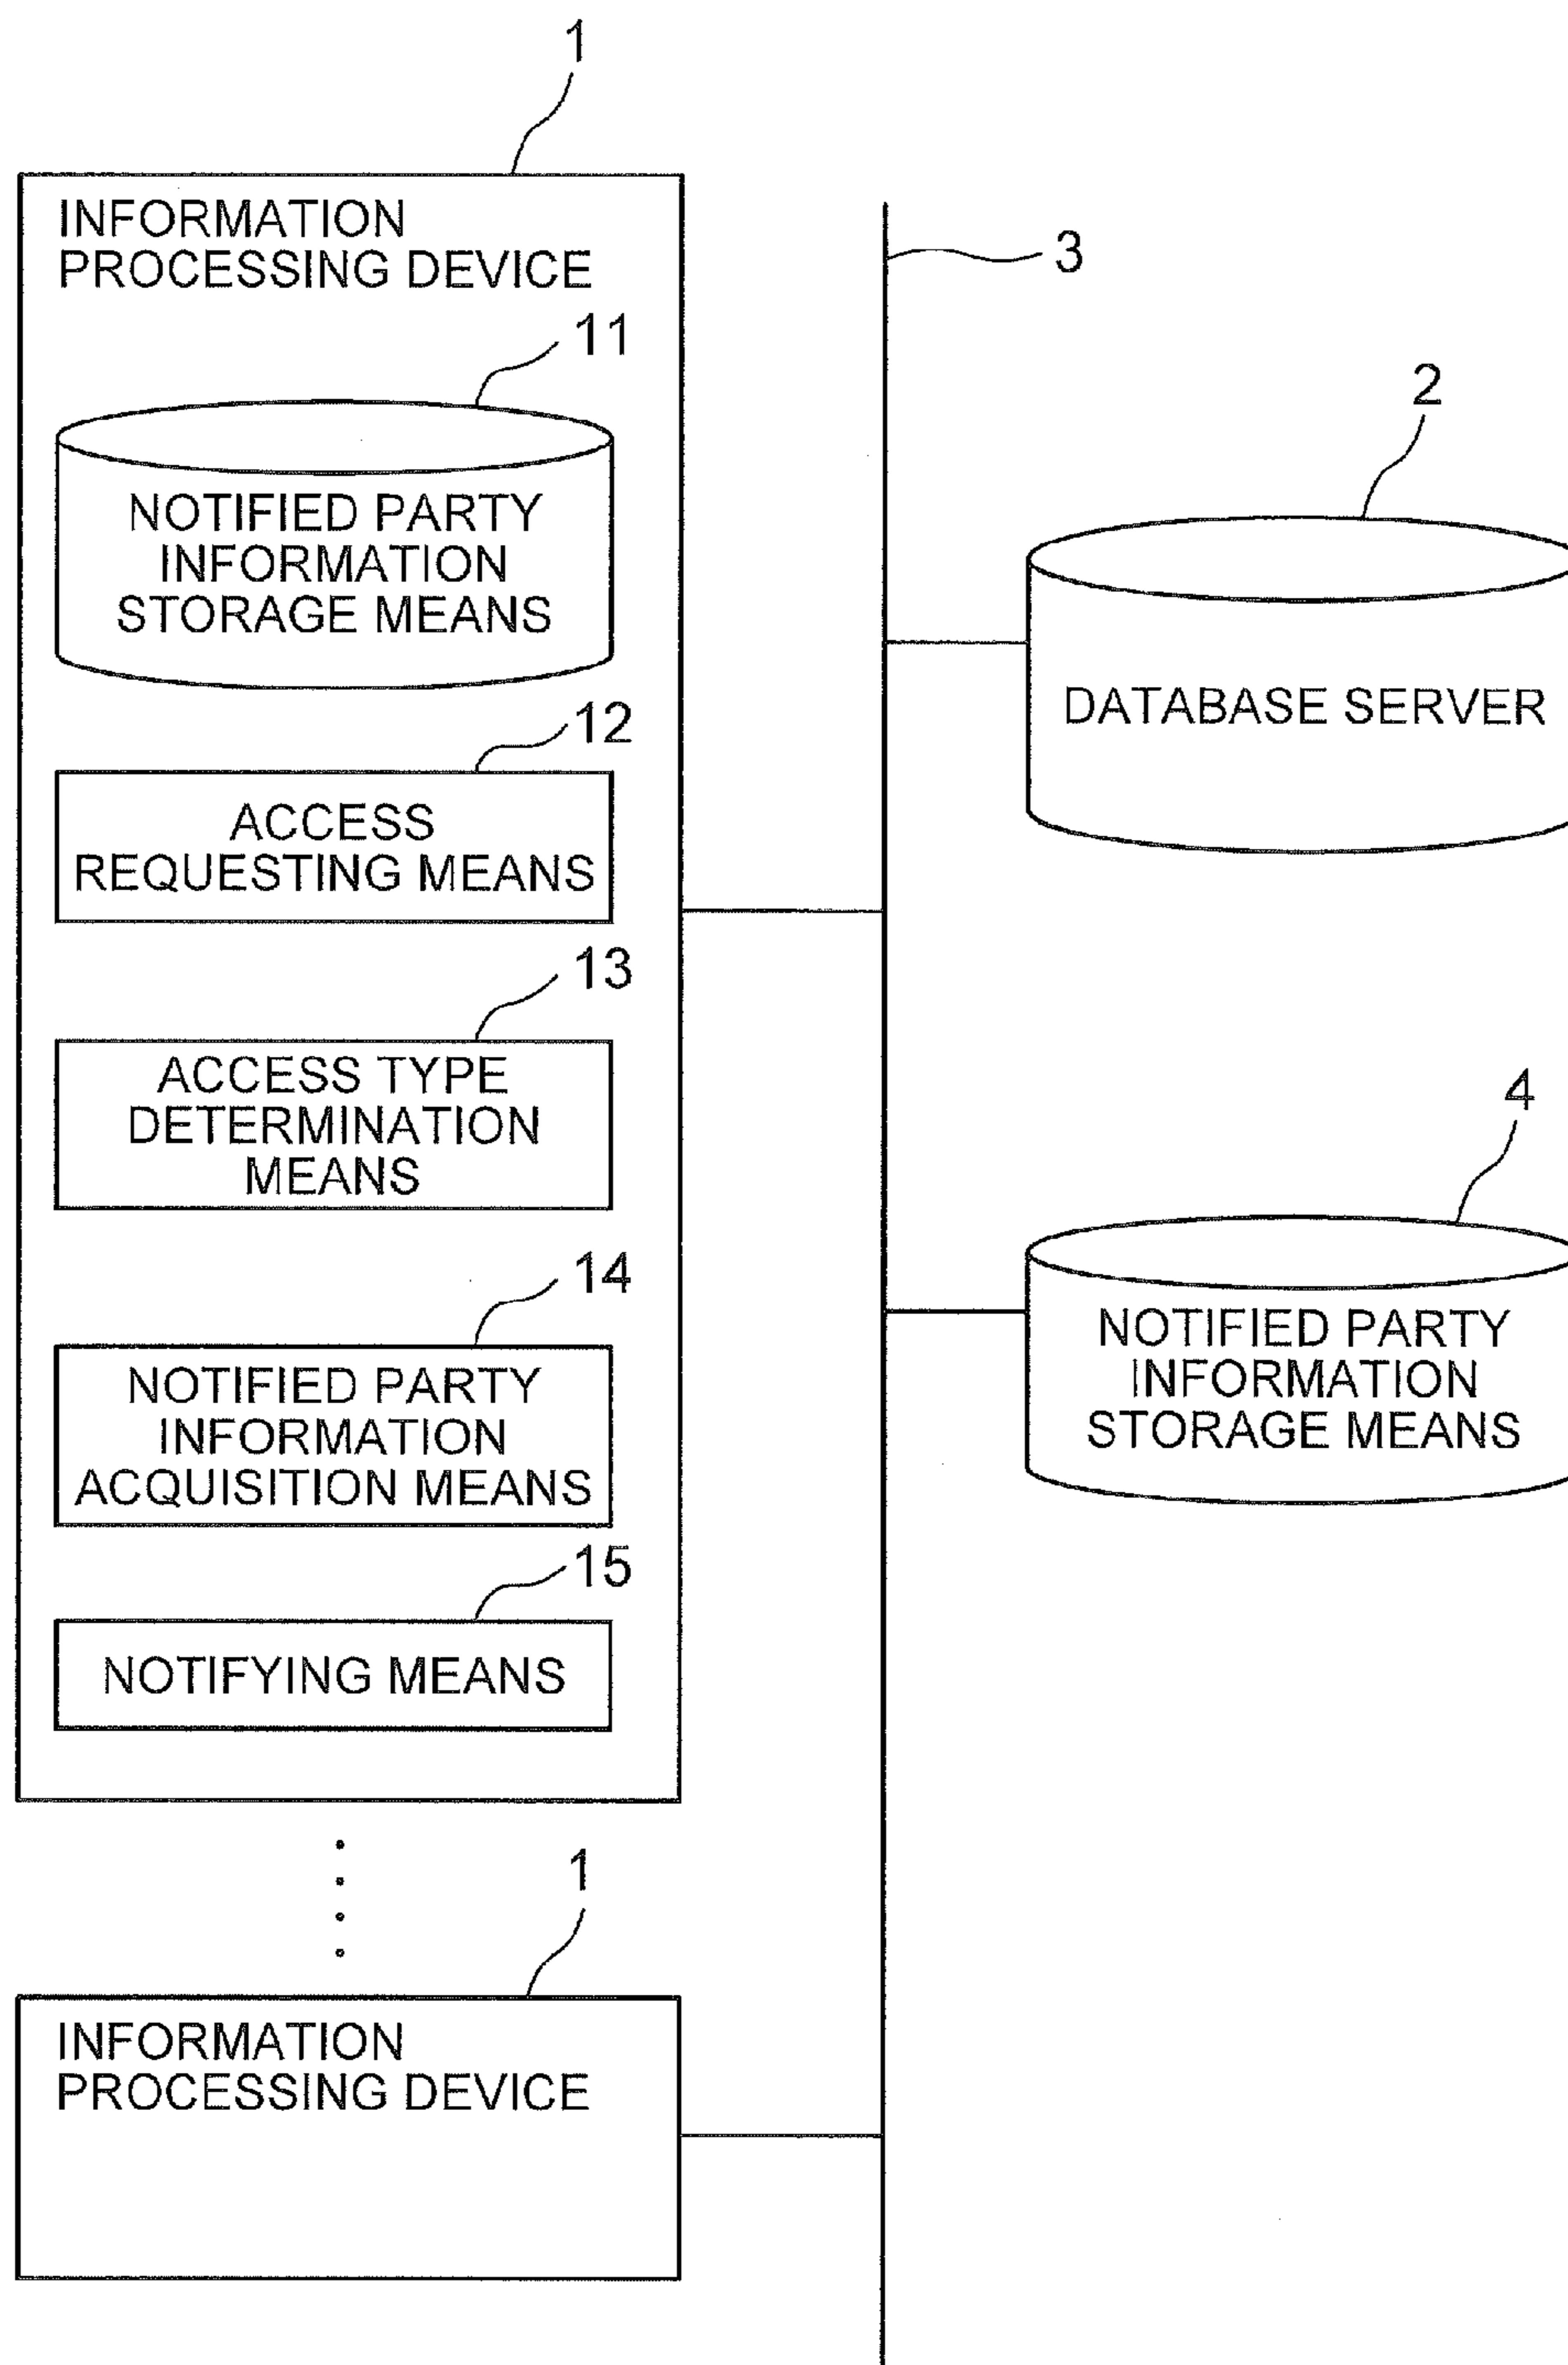 1
INFORMATION
PROCESSING DEVICE
11
NOTIFIED PARTY
INFORMATION
STORAGE MEANS
12
ACCESS
REQUESTING MEANS
13
ACCESS TYPE
DETERMINATION
MEANS
14
NOTIFIED PARTY
INFORMATION
ACQUISITION MEANS
15
NOTIFYING MEANS
1
INFORMATION
PROCESSING DEVICE
3
2
DATABASE SERVER
4
NOTIFIED PARTY
INFORMATION
STORAGE MEANS